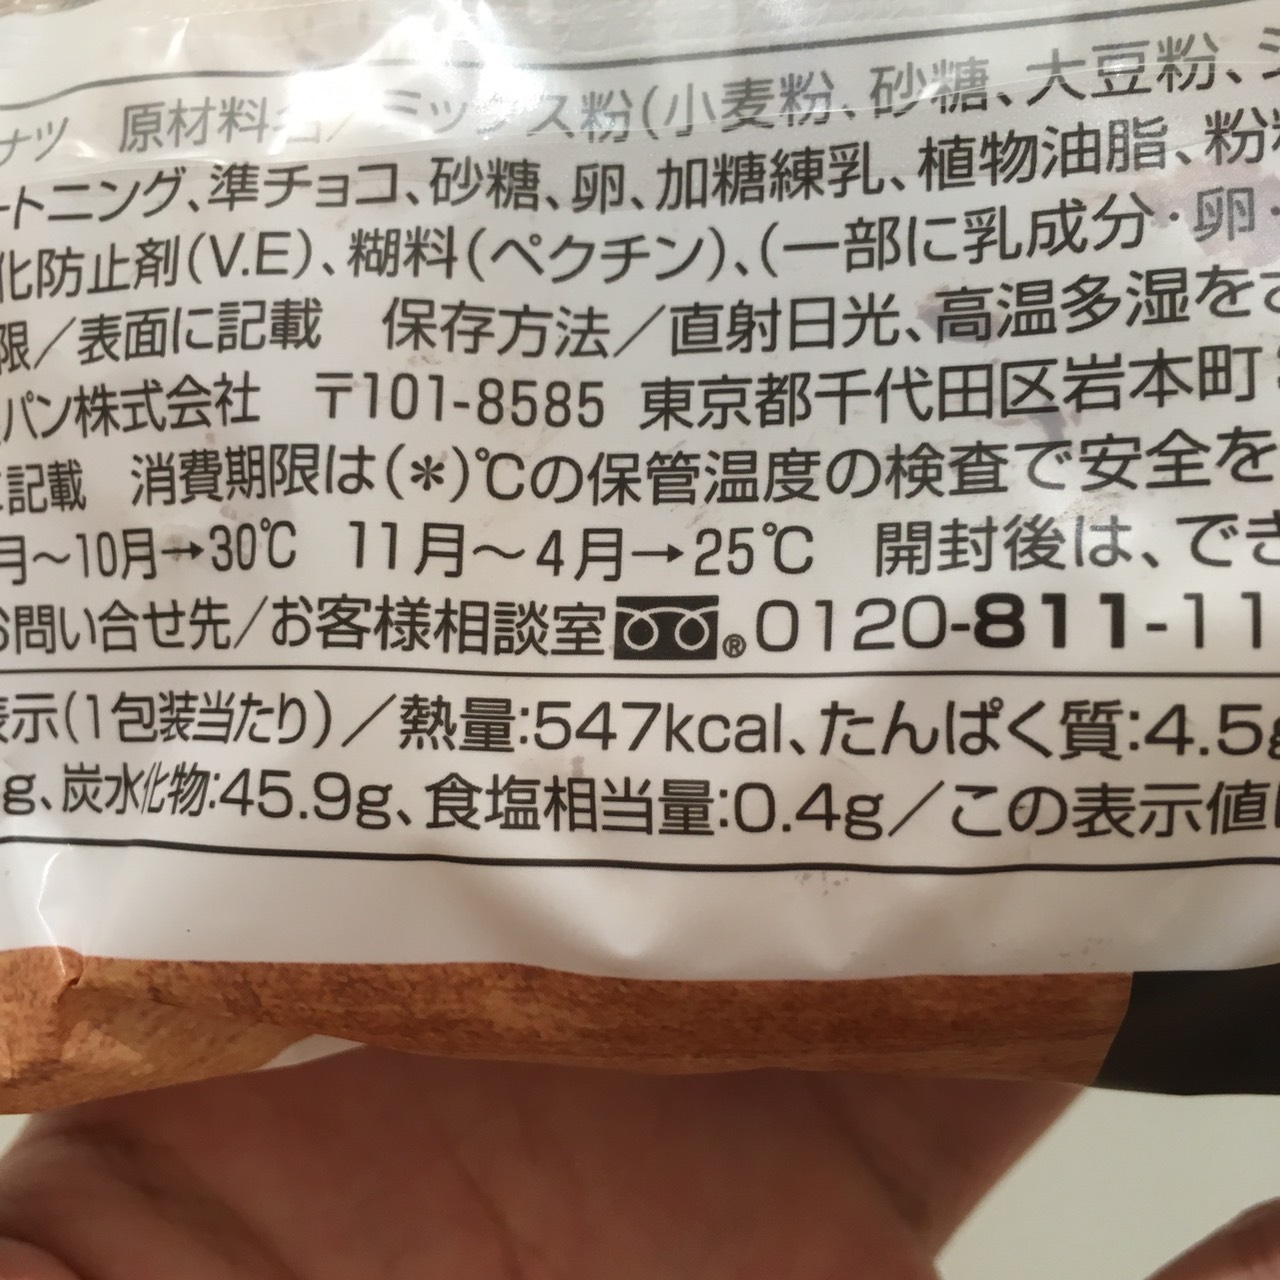 ナツ 原材料名／ミックス粉(小麦粉、砂糖、大豆粉、シ
ートニング、準チョコ、砂糖、卵、加糖練乳、植物油脂、粉糖
化防止剤(V.E)、糊料(ペクチン)、(一部に乳成分・卵・
限／表面に記載 保存方法／直射日光、高温多湿をさ
パン株式会社 〒101-8585 東京都千代田区岩本町3
に記載 消費期限は(＊)℃の保管温度の検査で安全を
月～10月→30℃ 11月～4月→25℃ 開封後は、でき
お問い合せ先／お客様相談室 ®0120-811-11
表示(1包装当たり)／熱量:547kcal、たんぱく質:4.5g
g、炭水化物:45.9g、食塩相当量:0.4g／この表示値は